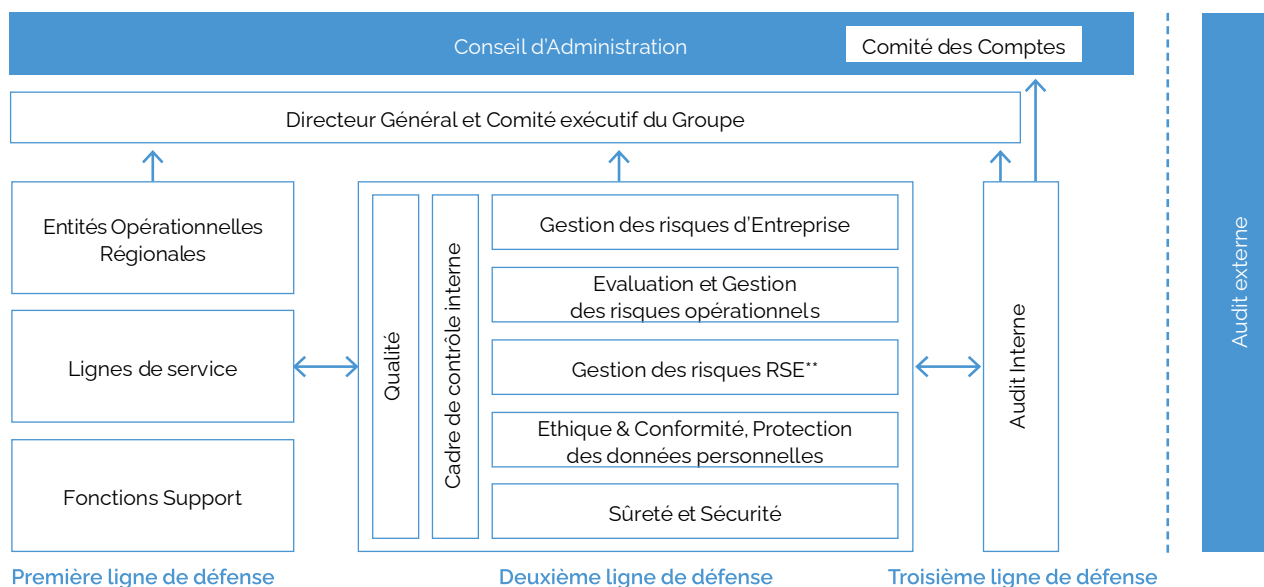 Conseil d'Administration
Comité des Comptes
Directeur Général et Comité exécutif du Groupe
Entités Opérationnelles
Régionales
Lignes de service
Fonctions Support
Qualité
Cadre de contrôle interne
Gestion des risques d'Entreprise
Evaluation et Gestion
des risques opérationnels
Gestion des risques RSE**
Ethique & Conformité, Protection
des données personnelles
Sûreté et Sécurité
Audit Interne
Audit externe
Première ligne de défense
Deuxième ligne de défense
Troisième ligne de défense